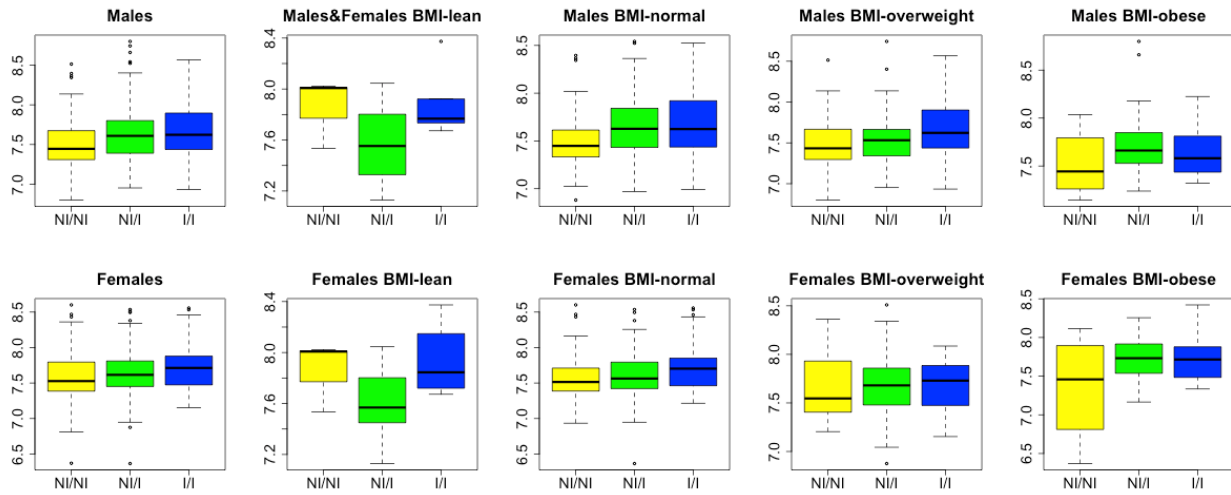 Males
Males&Females BMI-lean
Males BMI-normal
Males BMI-overweight
Males BMI-obese
7.0 7.5 8.0 8.5
7.2 7.6 8.0 8.4
7.0 7.5 8.0 8.5
7.0 7.5 8.0 8.5
7.5 8.0 8.5
NI/NI NI/I I/I
NI/NI NI/I I/I
NI/NI NI/I I/I
NI/NI NI/I I/I
NI/NI NI/I I/I
Females
Females BMI-lean
Females BMI-normal
Females BMI-overweight
Females BMI-obese
6.5 7.0 7.5 8.0 8.5
7.2 7.6 8.0 8.4
6.5 7.0 7.5 8.0 8.5
7.0 7.5 8.0 8.5
6.5 7.0 7.5 8.0 8.5
NI/NI NI/I I/I
NI/NI NI/I I/I
NI/NI NI/I I/I
NI/NI NI/I I/I
NI/NI NI/I I/I